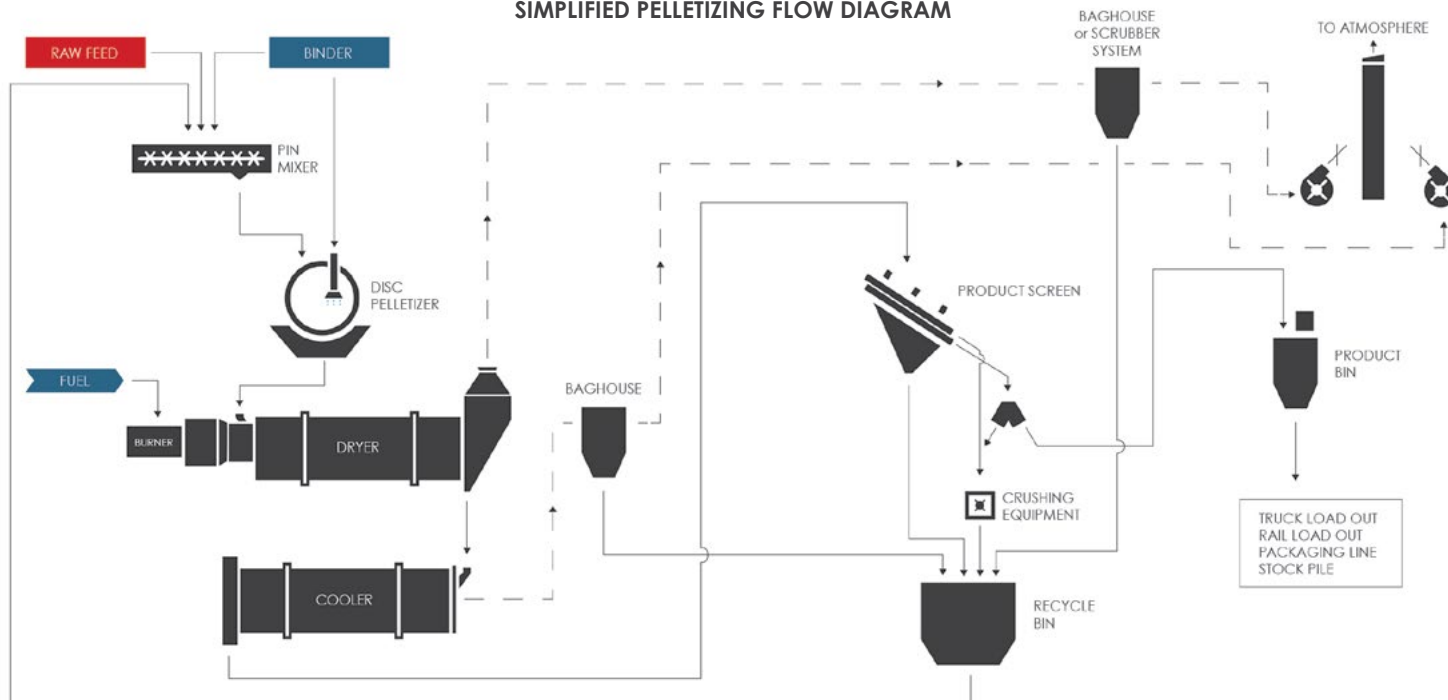 SIMPLIFIED PELLETIZING FLOW DIAGRAM
BAGHOUSE
or SCRUBBER
SYSTEM
TO ATMOSPHERE
RAW FEED
BINDER
PIN
MIXER
DISC
PELLETIZER
PRODUCT SCREEN
PRODUCT
BIN
FUEL
BAGHOUSE
BURNER
DRYER
CRUSHING
EQUIPMENT
TRUCK LOAD OUT
RAIL LOAD OUT
PACKAGING LINE
STOCK PILE
COOLER
RECYCLE
BIN